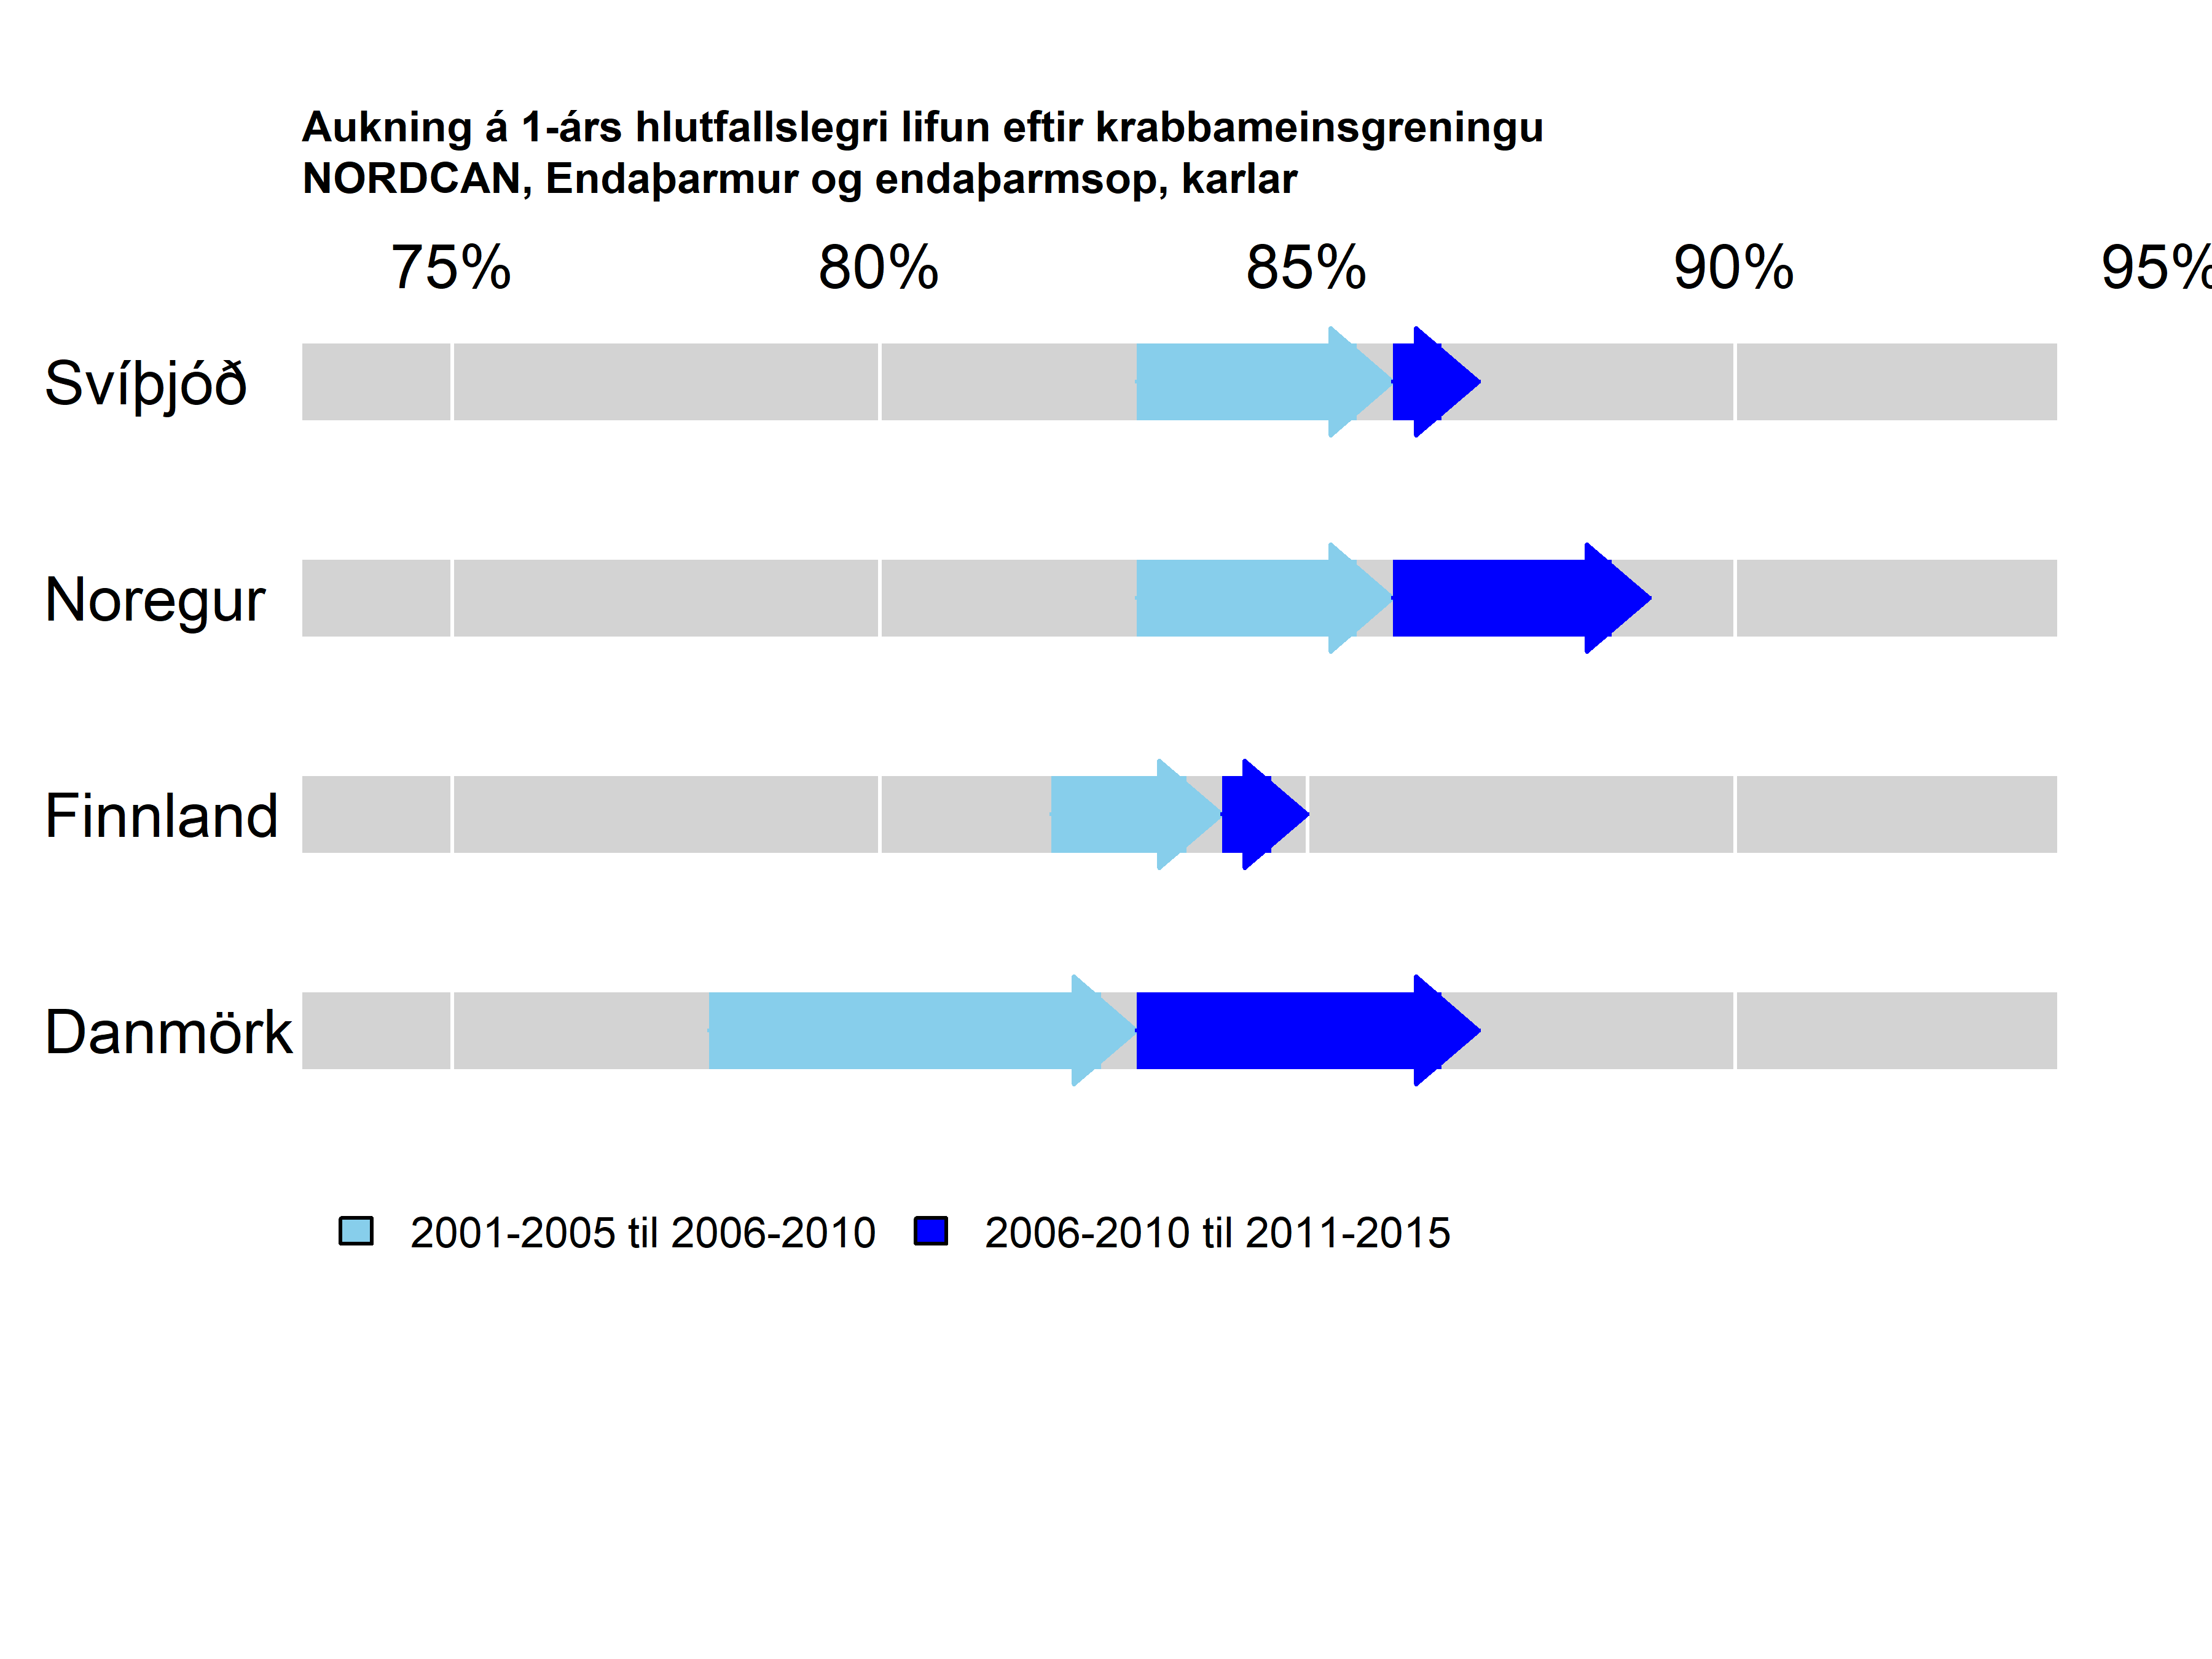 Aukning á 1-árs hlutfallslegri lifun eftir krabbameinsgreningu
NORDCAN, Endaþarmur og endaþarmsop, karlar
75% 80% 85% 90% 95%
Svíþjóð
Noregur
Finnland
Danmörk
2001-2005 til 2006-2010 2006-2010 til 2011-2015